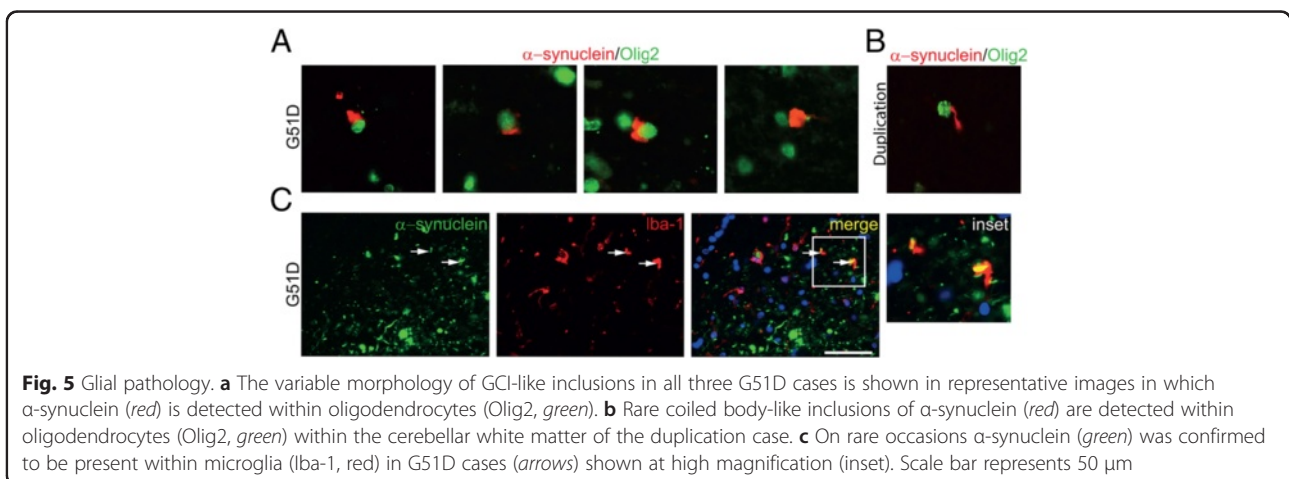 A
B
α–synuclein/Olig2
α–synuclein/Olig2
G51D
Duplication
C
α–synuclein
Iba-1
merge
inset
G51D
Fig. 5 Glial pathology. a The variable morphology of GCI-like inclusions in all three G51D cases is shown in representative images in which
α-synuclein (red) is detected within oligodendrocytes (Olig2, green). b Rare coiled body-like inclusions of α-synuclein (red) are detected within
oligodendrocytes (Olig2, green) within the cerebellar white matter of the duplication case. c On rare occasions α-synuclein (green) was confirmed
to be present within microglia (Iba-1, red) in G51D cases (arrows) shown at high magnification (inset). Scale bar represents 50 μm